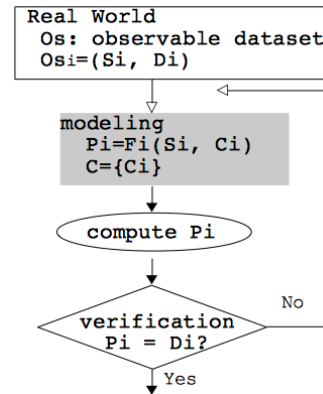 Real World
Os: observable dataset
Osi=(Si, Di)
modeling
Pi=Fi(Si, Ci)
C={Ci}
compute Pi
No
verification
Pi = Di?
Yes